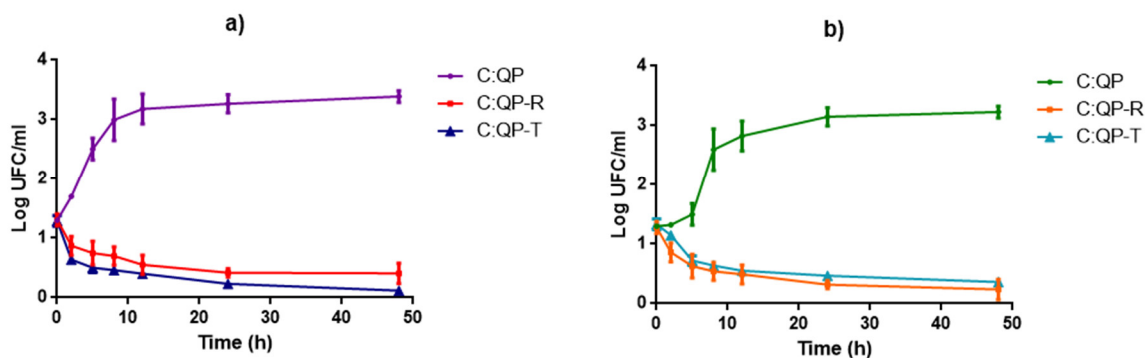 a)
4
3
2
1
0
0 10 20 30 40 50
Log UFC/ml
Time (h)
C:QP
C:QP-R
C:QP-T
b)
4
3
2
1
0
0 10 20 30 40 50
Log UFC/ml
Time (h)
C:QP
C:QP-R
C:QP-T